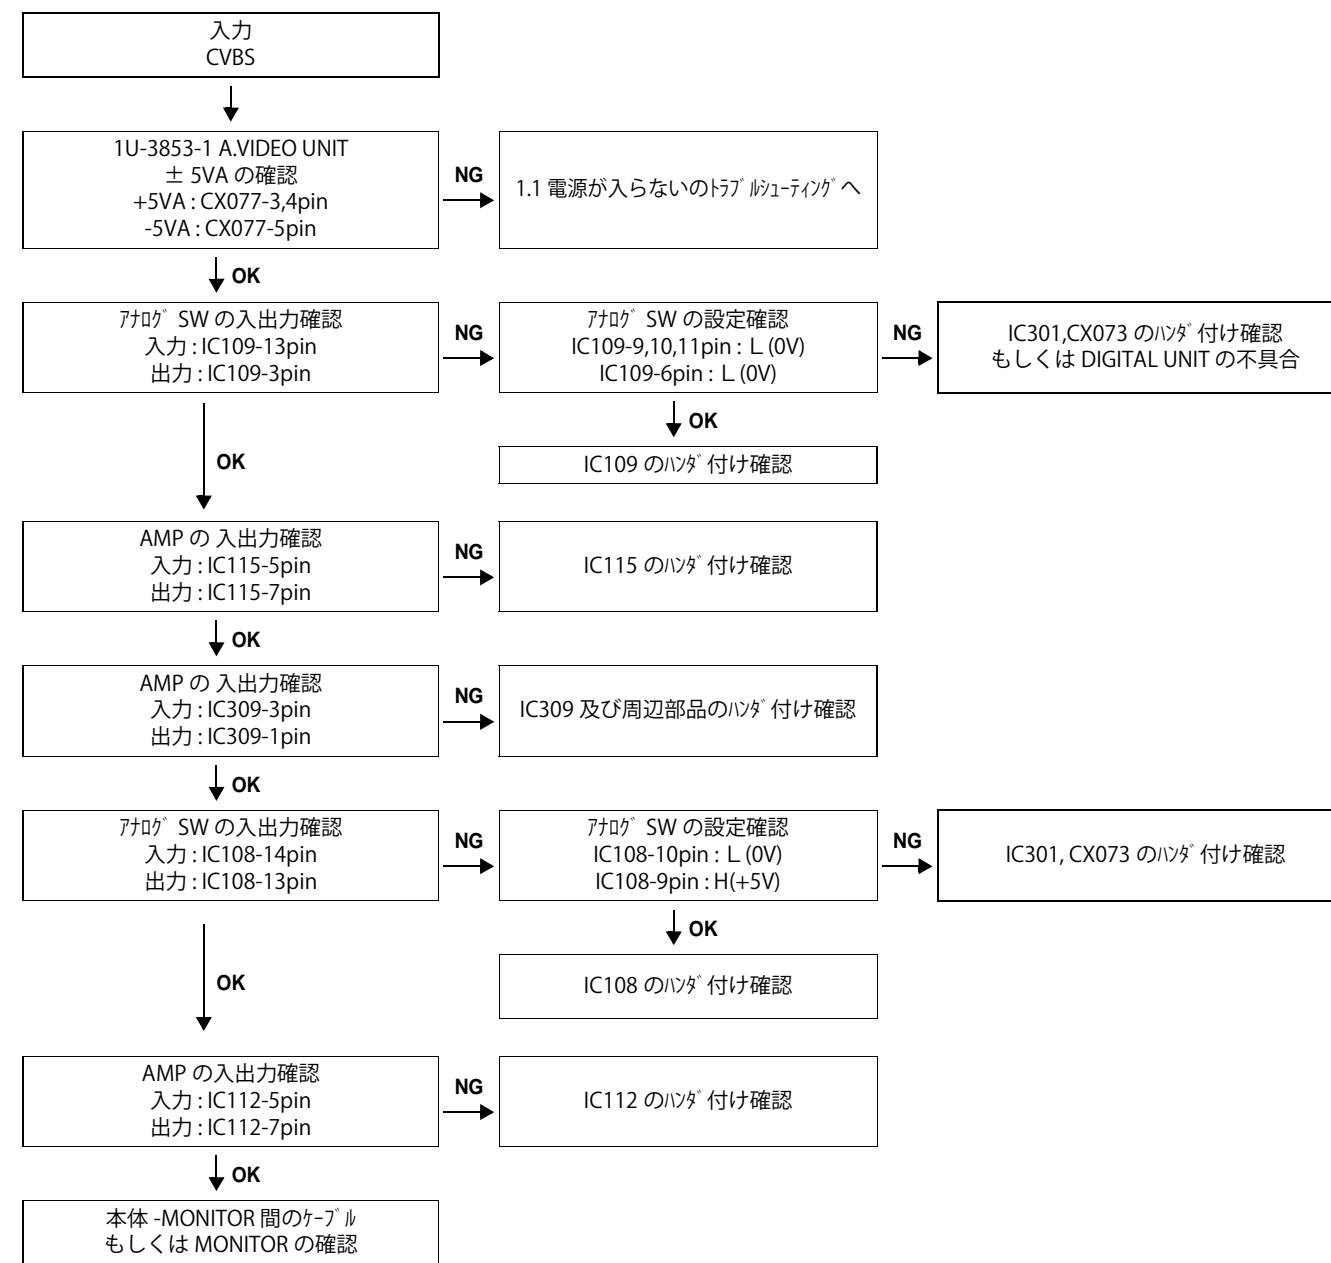 入力
CVBS
1U-3853-1 A.VIDEO UNIT
± 5VA の確認
+5VA : CX077-3,4pin
-5VA : CX077-5pin
NG
1.1 電源が入らないのﾄﾗﾌﾞﾙｼｭｰﾃｨﾝｸﾞへ
OK
ｱﾅﾛｸﾞ SW の入出力確認
入力 : IC109-13pin
出力 : IC109-3pin
NG
ｱﾅﾛｸﾞ SW の設定確認
IC109-9,10,11pin : L (0V)
IC109-6pin : L (0V)
NG
IC301,CX073 のﾊﾝﾀﾞ付け確認
もしくは DIGITAL UNIT の不具合
OK
IC109 のﾊﾝﾀﾞ付け確認
OK
AMP の 入出力確認
入力 : IC115-5pin
出力 : IC115-7pin
NG
IC115 のﾊﾝﾀﾞ付け確認
OK
AMP の 入出力確認
入力 : IC309-3pin
出力 : IC309-1pin
NG
IC309 及び周辺部品のﾊﾝﾀﾞ付け確認
OK
ｱﾅﾛｸﾞ SW の入出力確認
入力 : IC108-14pin
出力 : IC108-13pin
NG
ｱﾅﾛｸﾞ SW の設定確認
IC108-10pin : L (0V)
IC108-9pin : H(+5V)
NG
IC301, CX073 のﾊﾝﾀﾞ付け確認
OK
IC108 のﾊﾝﾀﾞ付け確認
OK
AMP の入出力確認
入力 : IC112-5pin
出力 : IC112-7pin
NG
IC112 のﾊﾝﾀﾞ付け確認
OK
本体 -MONITOR 間のｹｰﾌﾞﾙ
もしくは MONITOR の確認